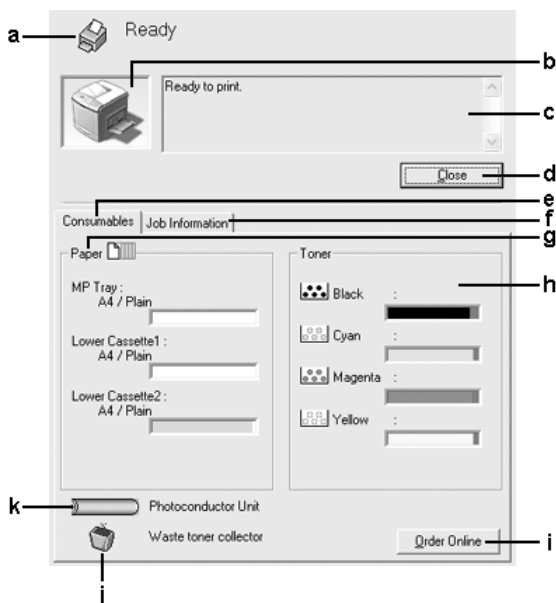 a
Ready
b
Ready to print.
c
Close
d
e
Consumables
Job Information
f
g
Paper
Toner
h
MP Tray :
A4 / Plain
Black :
Lower Cassette1 :
A4 / Plain
Cyan :
Magenta :
Lower Cassette2 :
A4 / Plain
Yellow :
k
Photoconductor Unit
Waste toner collector
Order Online
i
j